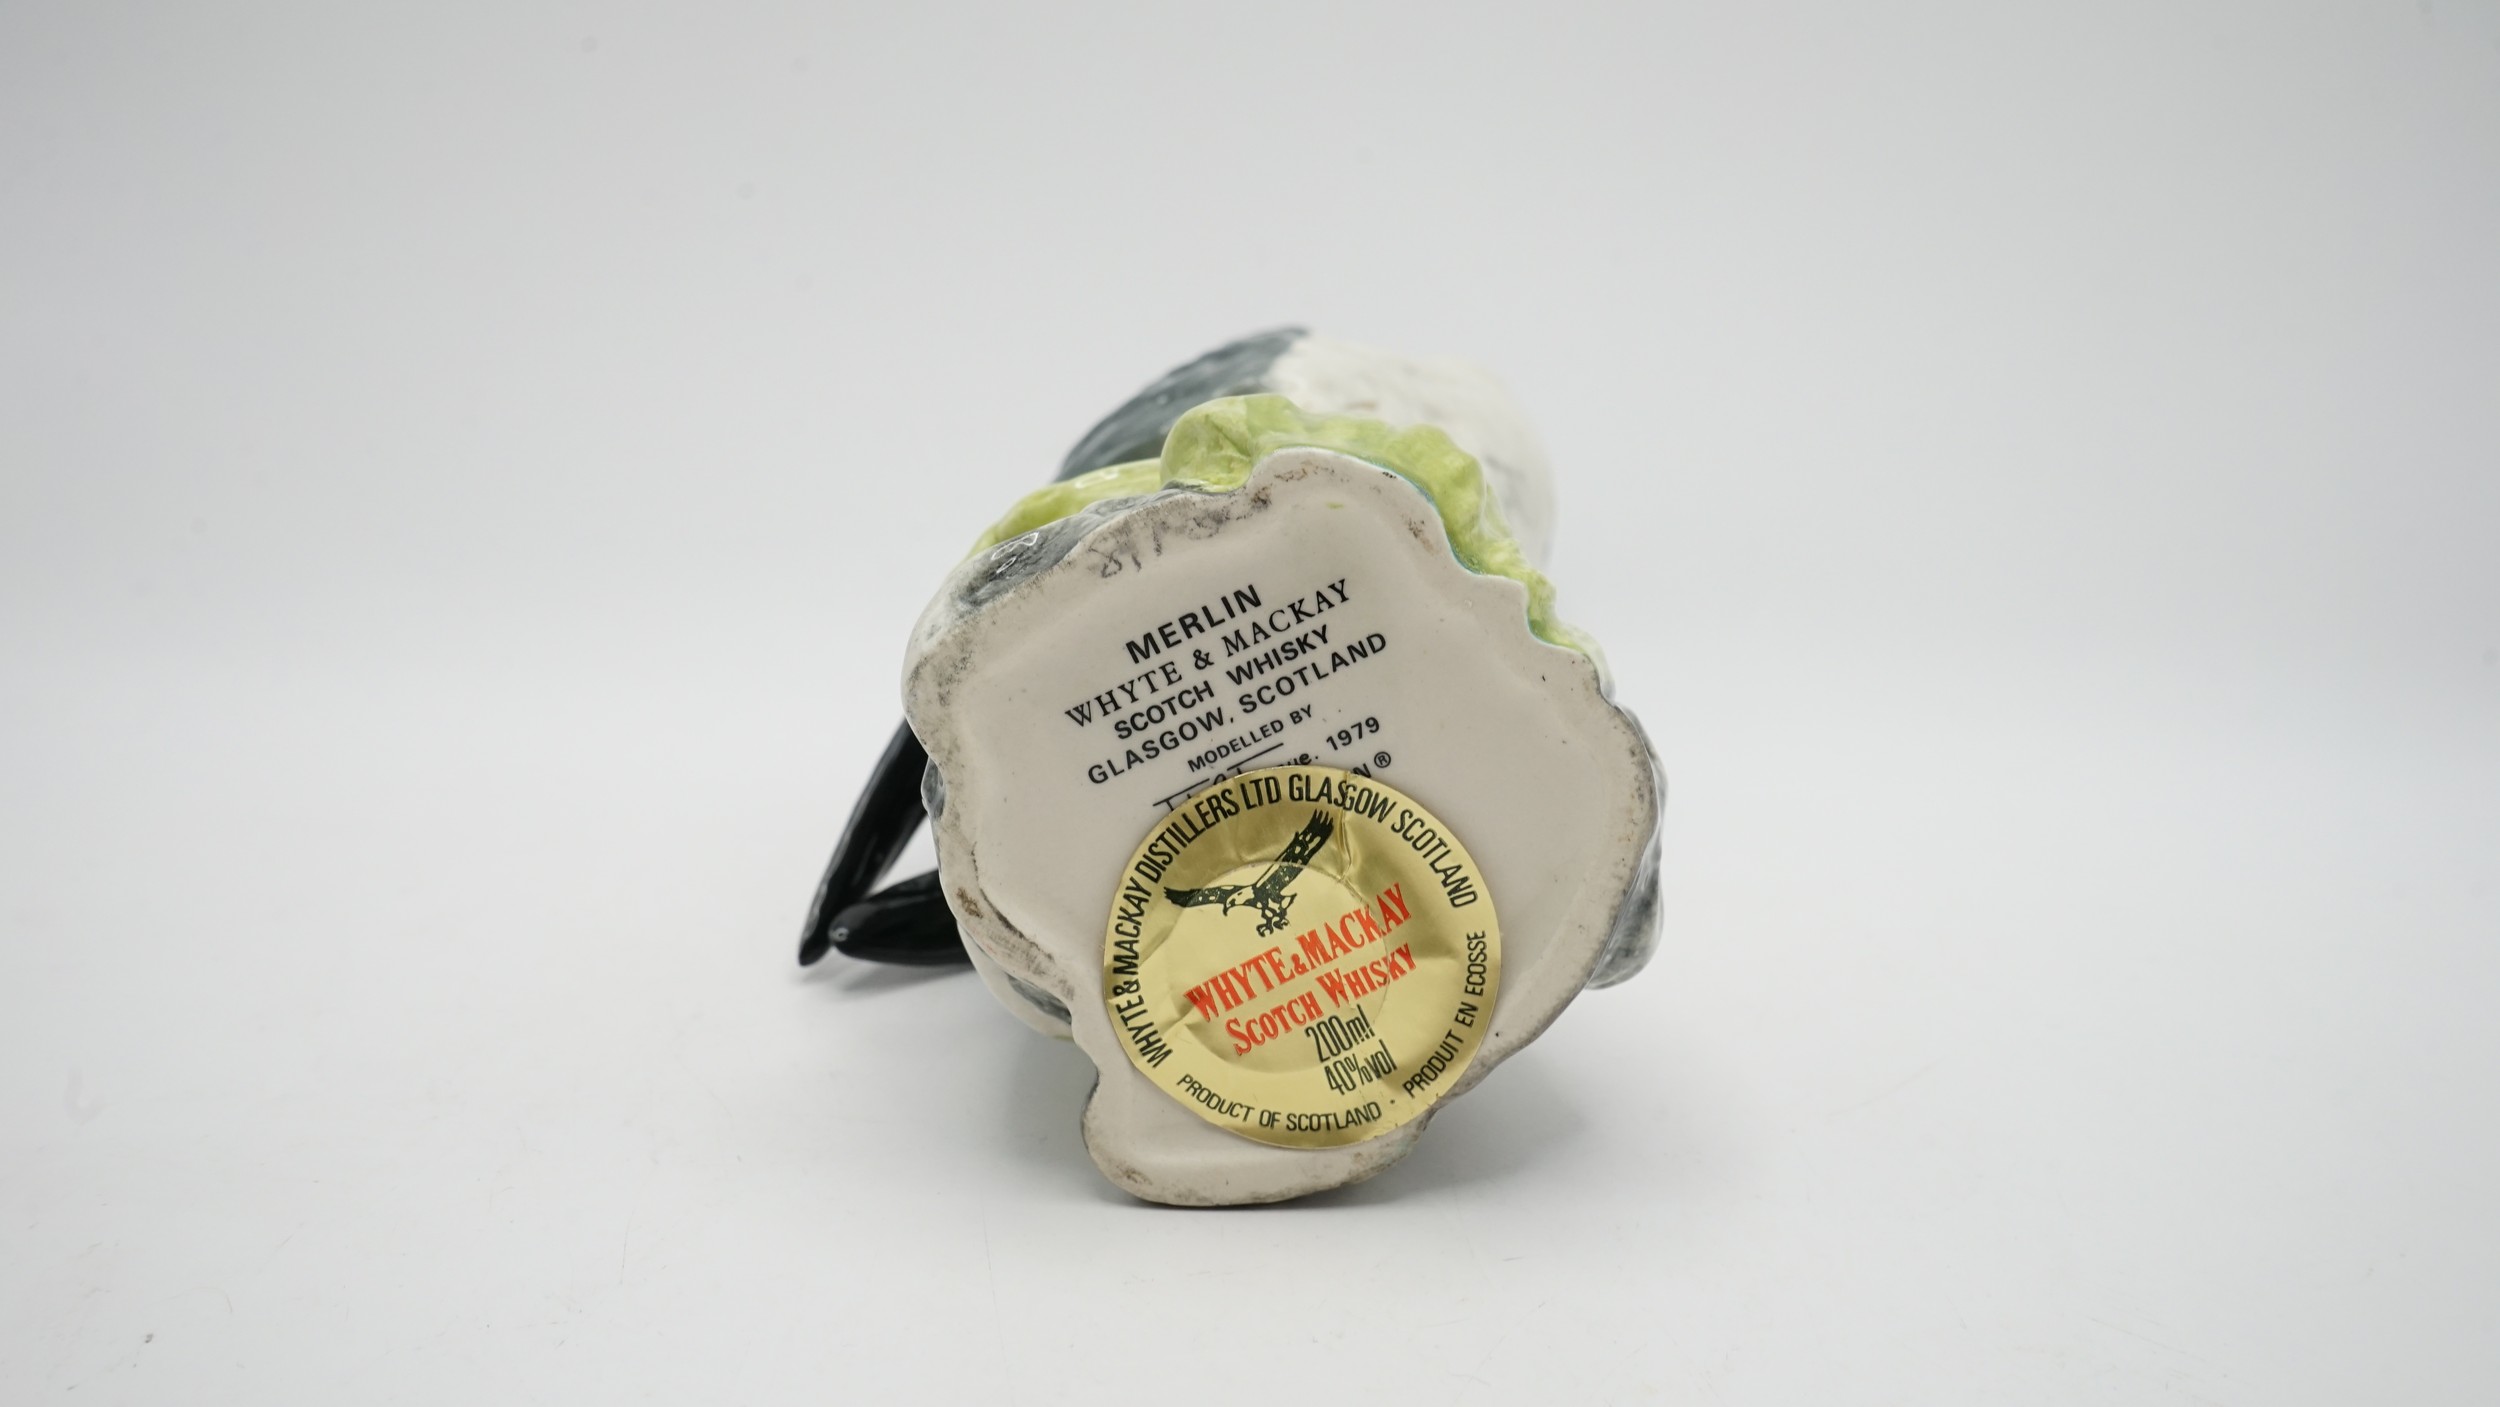 MERLIN
WHYTE & MACKAY
SCOTCH WHISKY
GLASGOW, SCOTLAND
MODELLED BY
1979
®
WHYTE & MACKAY DISTILLERS LTD GLASGOW SCOTLAND
WHYTE & MACKAY
SCOTCH WHISKY
200ml
40%vol
PRODUCT OF SCOTLAND · PRODUIT EN ECOSSE